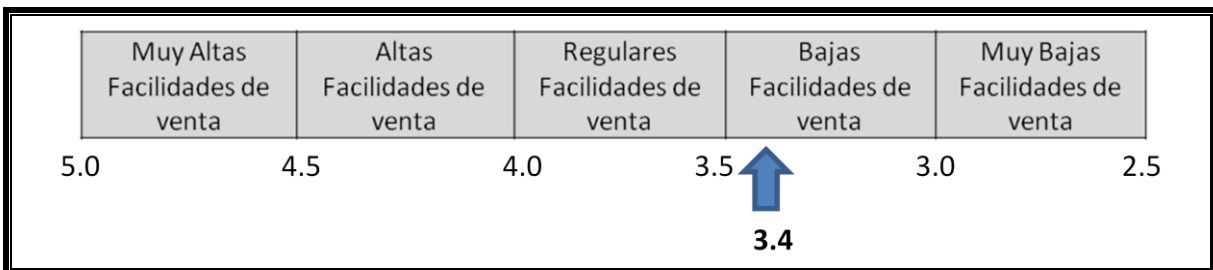 Muy Altas Facilidades de venta
Altas Facilidades de venta
Regulares Facilidades de venta
Bajas Facilidades de venta
Muy Bajas Facilidades de venta
5.0 4.5 4.0 3.5 3.0 2.5
3.4